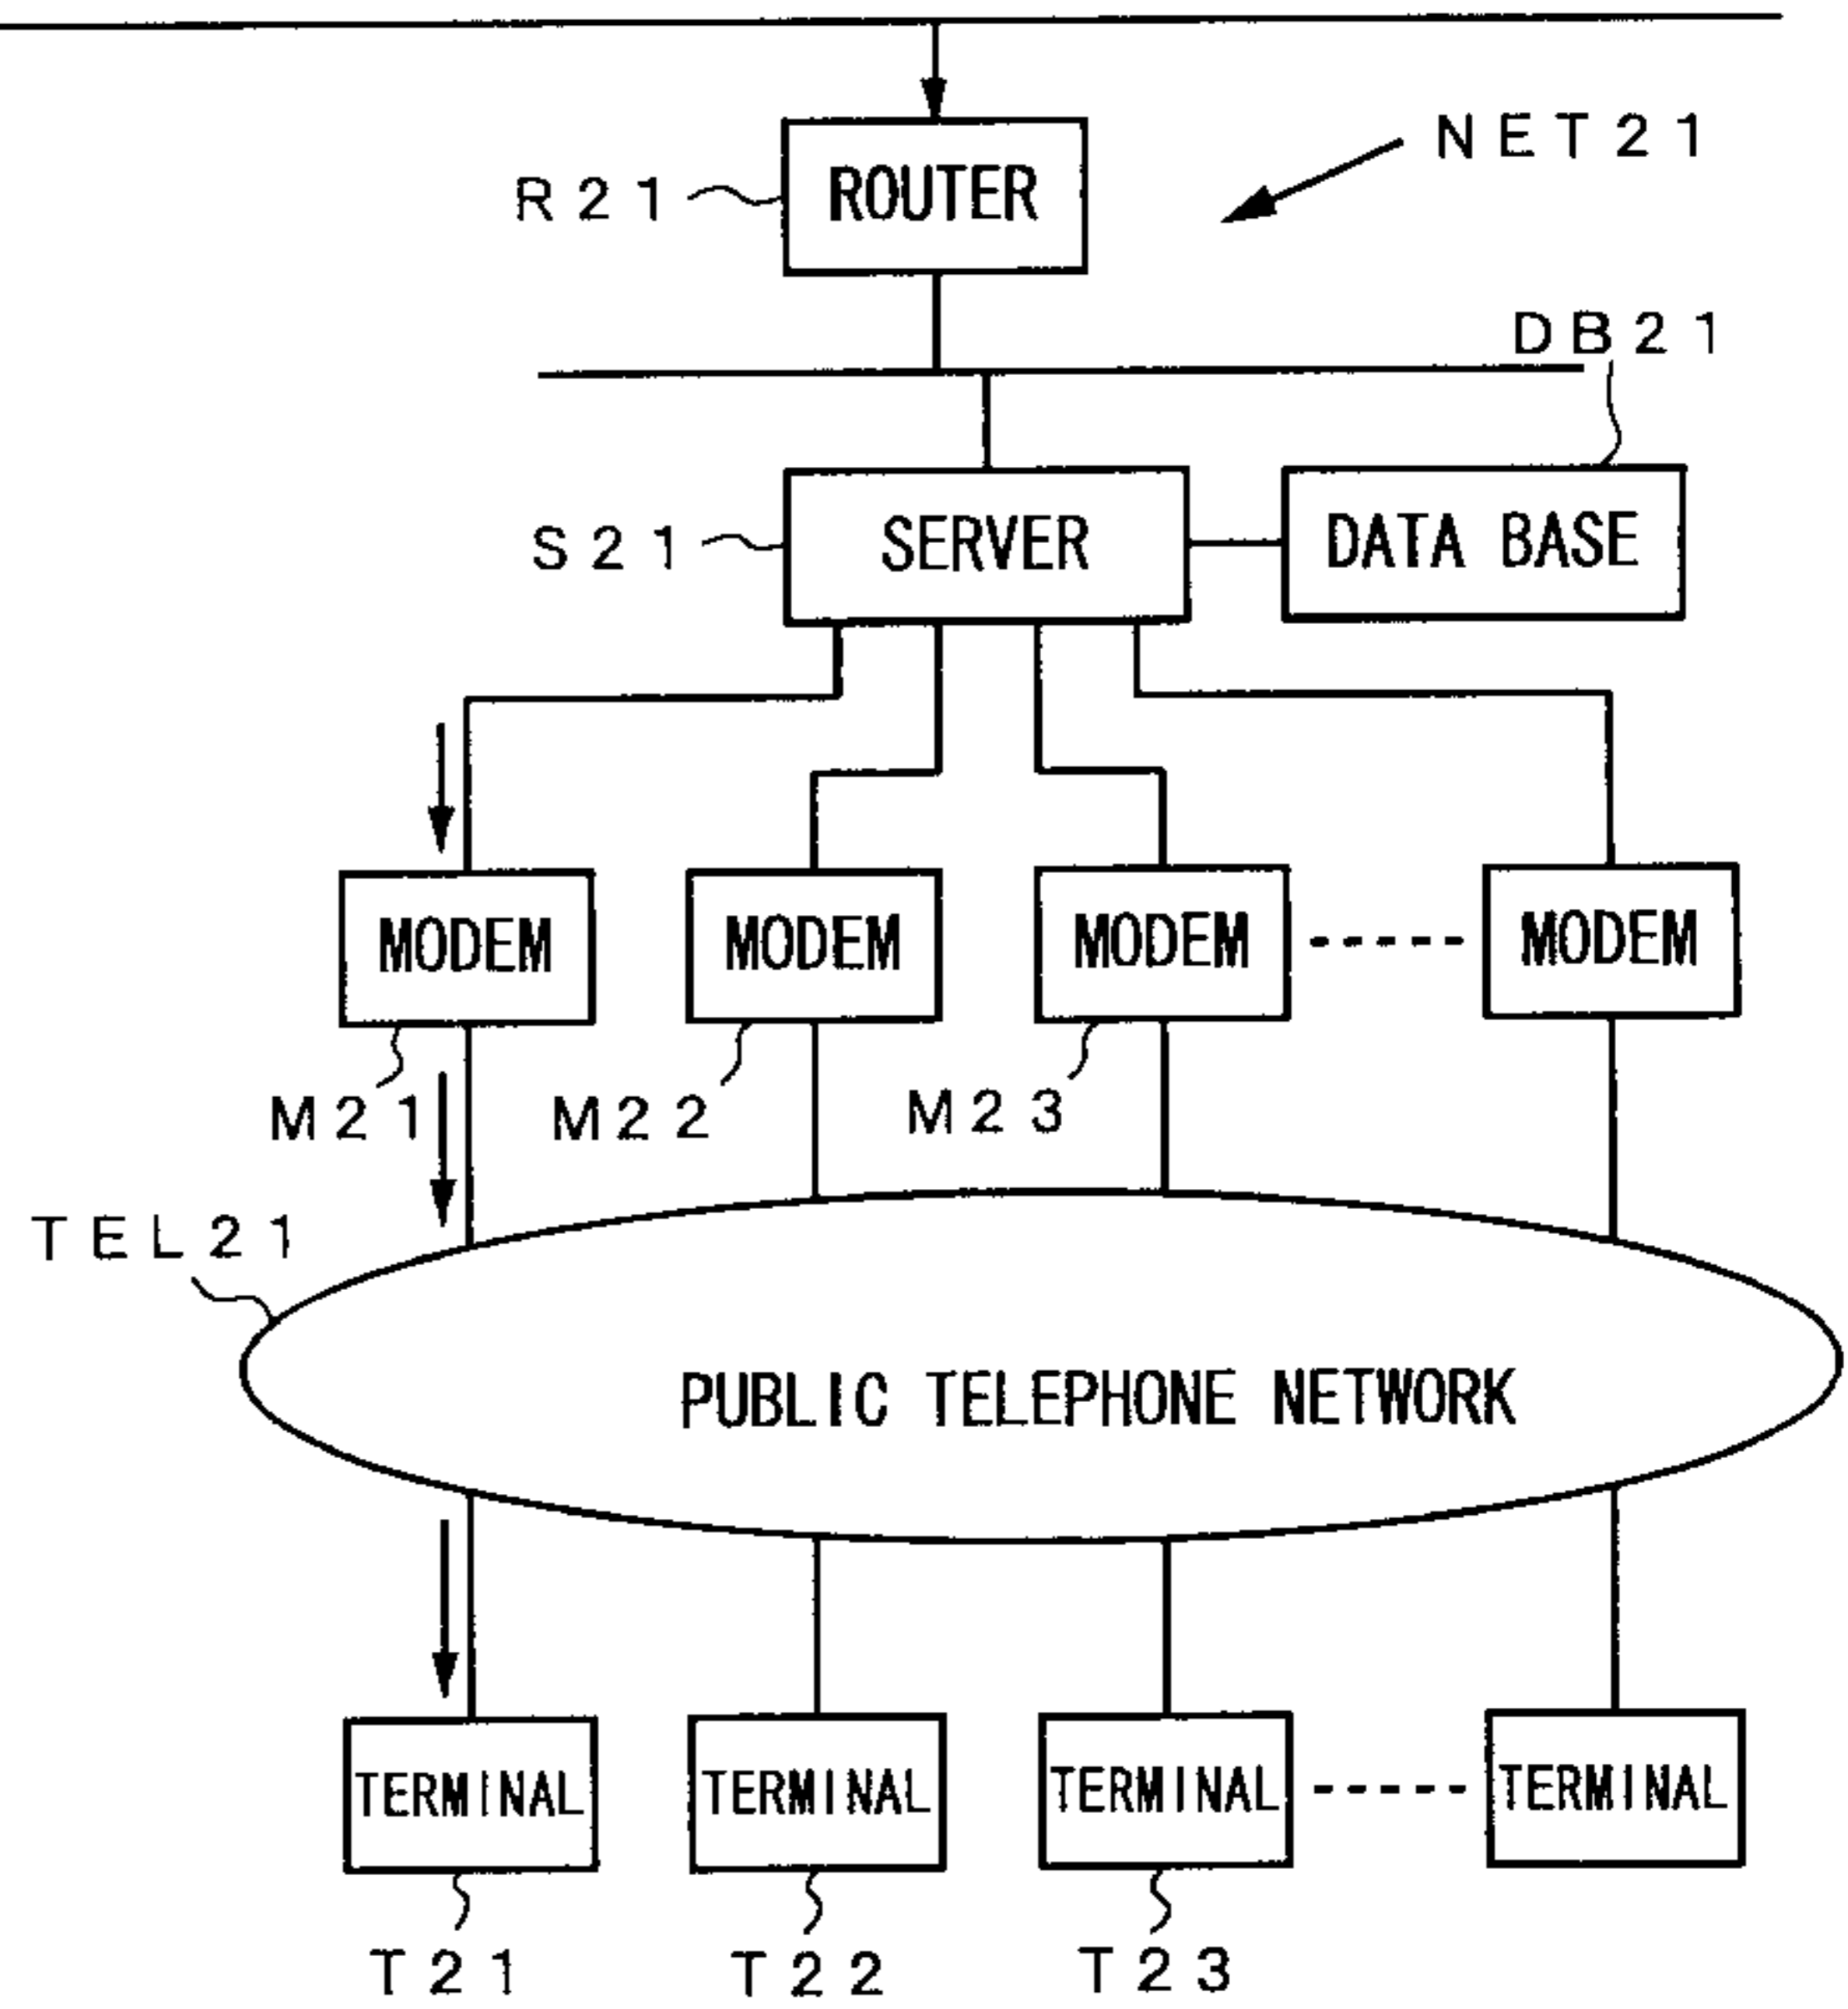 NET21
R21
ROUTER
DB21
S21
SERVER
DATA BASE
MODEM
MODEM
MODEM
MODEM
M21
M22
M23
TEL21
PUBLIC TELEPHONE NETWORK
TERMINAL
TERMINAL
TERMINAL
TERMINAL
T21
T22
T23